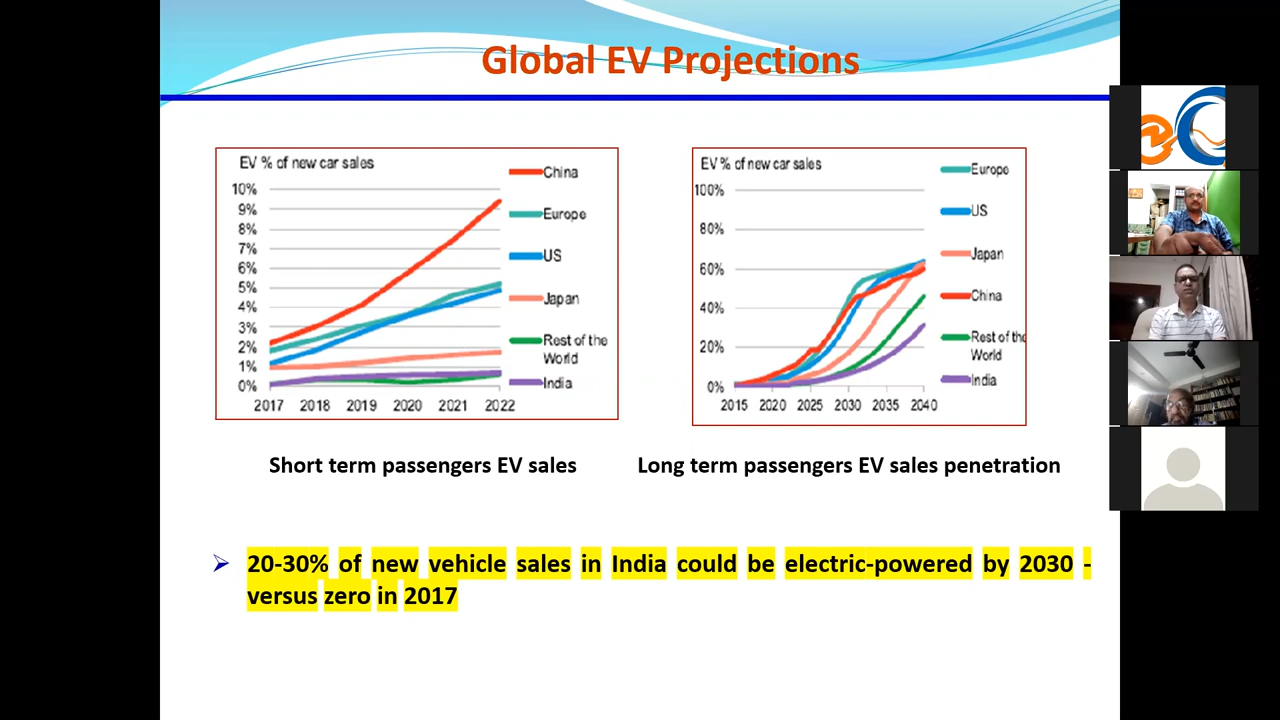 Global EV Projections
EV % of new car sales
10%
9%
8%
7%
6%
5%
4%
3%
2%
1%
0%
2017 2018 2019 2020 2021 2022
China
Europe
US
Japan
Rest of the
World
India
EV % of new car sales
100%
80%
60%
40%
20%
0%
2015 2020 2025 2030 2035 2040
Europe
US
Japan
China
Rest of the
World
India
Short term passengers EV sales
Long term passengers EV sales penetration
20-30% of new vehicle sales in India could be electric-powered by 2030 -
versus zero in 2017